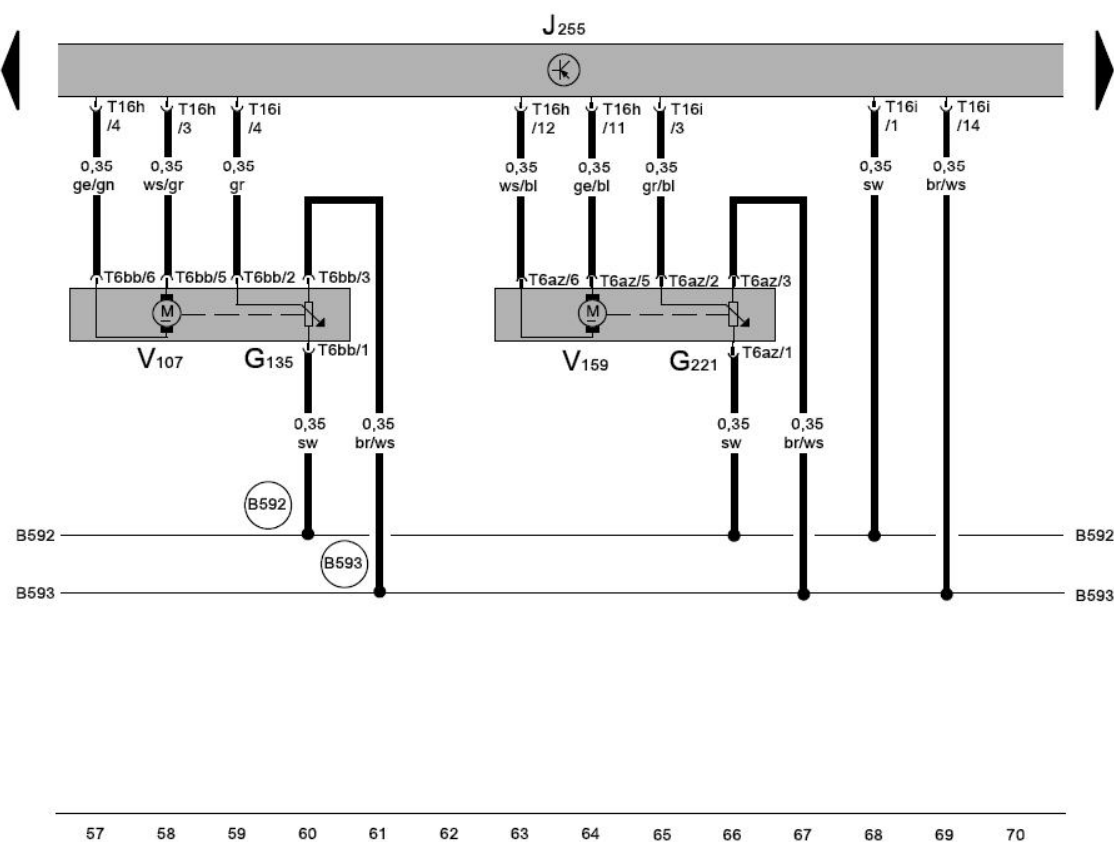 J255
T16h T16h T16i T16h T16h T16i T16i T16i
/4 /3 /4 /12 /11 /3 /1 /14
0,35 0,35 0,35 0,35 0,35 0,35 0,35 0,35
ge/gn ws/gr gr ws/bl ge/bl gr/bl sw br/ws
T6bb/6 T6bb/5 T6bb/2 T6bb/3 T6az/6 T6az/5 T6az/2 T6az/3
M M
V107 G135 T6bb/1 V159 G221 T6az/1
0,35 0,35 0,35 0,35
sw br/ws sw br/ws
B592
B592 B592
B593
B593 B593
57 58 59 60 61 62 63 64 65 66 67 68 69 70